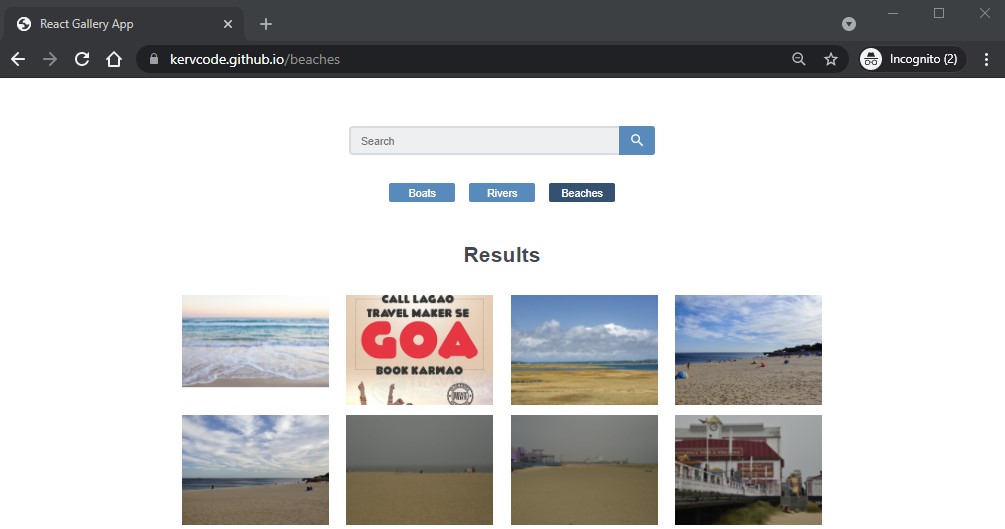 React Gallery App
kervcode.github.io/beaches
Incognito (2)
Search
Boats
Rivers
Beaches
Results
CALL LAGAO
TRAVEL MAKER SE
GOA
BOOK KARWAO